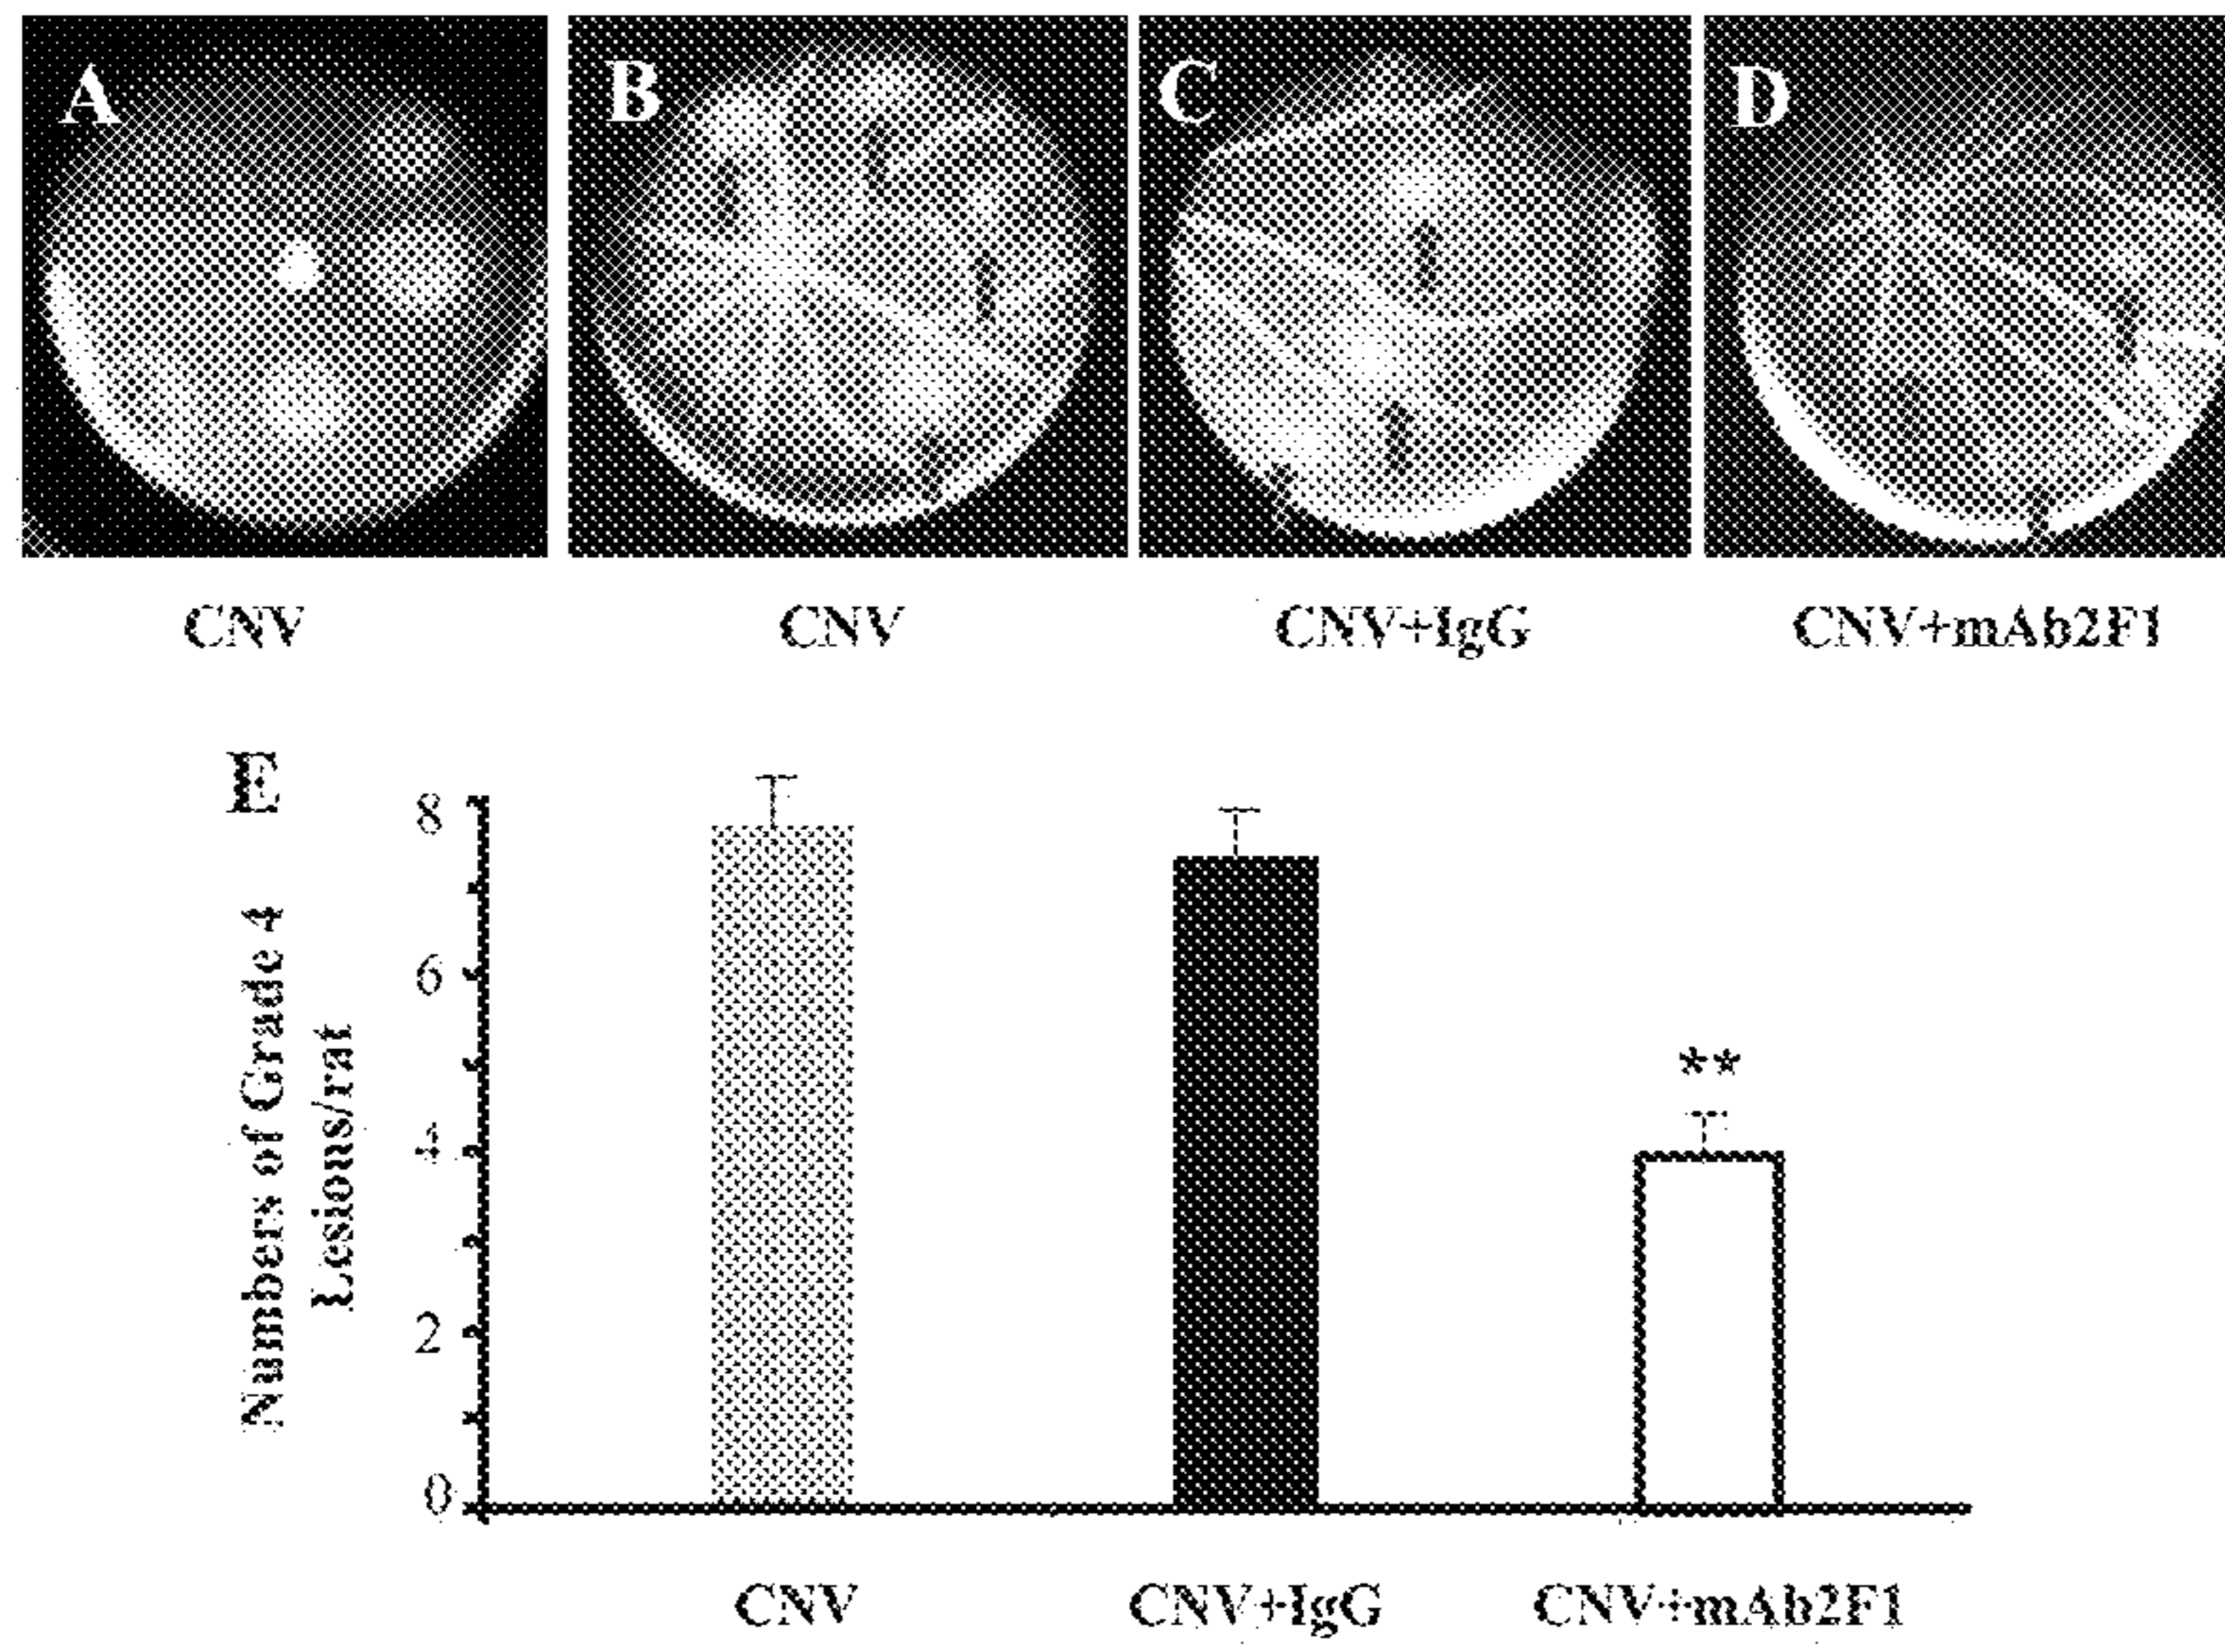 A B C D
CNV CNV CNV+IgG CNV+mAb2F1
E
Numbers of Grade 4
Lesions/rat
8
6
4
2
0
**
CNV CNV+IgG CNV+mAb2F1